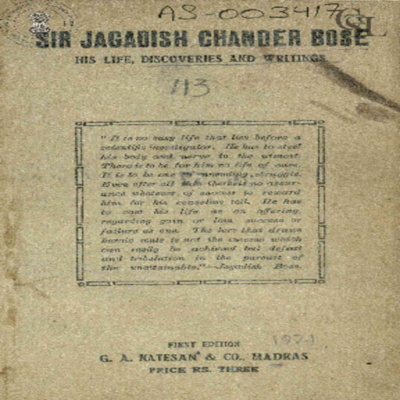 AS-003417
SIR JAGADISH CHANDER BOSE
HIS LIFE, DISCOVERIES AND WRITINGS
113
"It is no easy life that lies before a
scientific investigator. He has to steel
his body and nerve to the utmost.
There is to be for him no life of ease.
It is to be one of unending struggle.
after all there is no assur-
ance whatever of success to reward
him for his ceaseless toil. He has
to cast his life as an offering,
regarding gain or loss, success or
failure as one. The lure that draws
heroic souls is not the success which
can easily be achieved but defeat
and tribulation in the pursuit of
the unattainable."—Jagadish Bose.
FIRST EDITION
1921
G. A. NATESAN & CO., MADRAS
PRICE RS. THREE